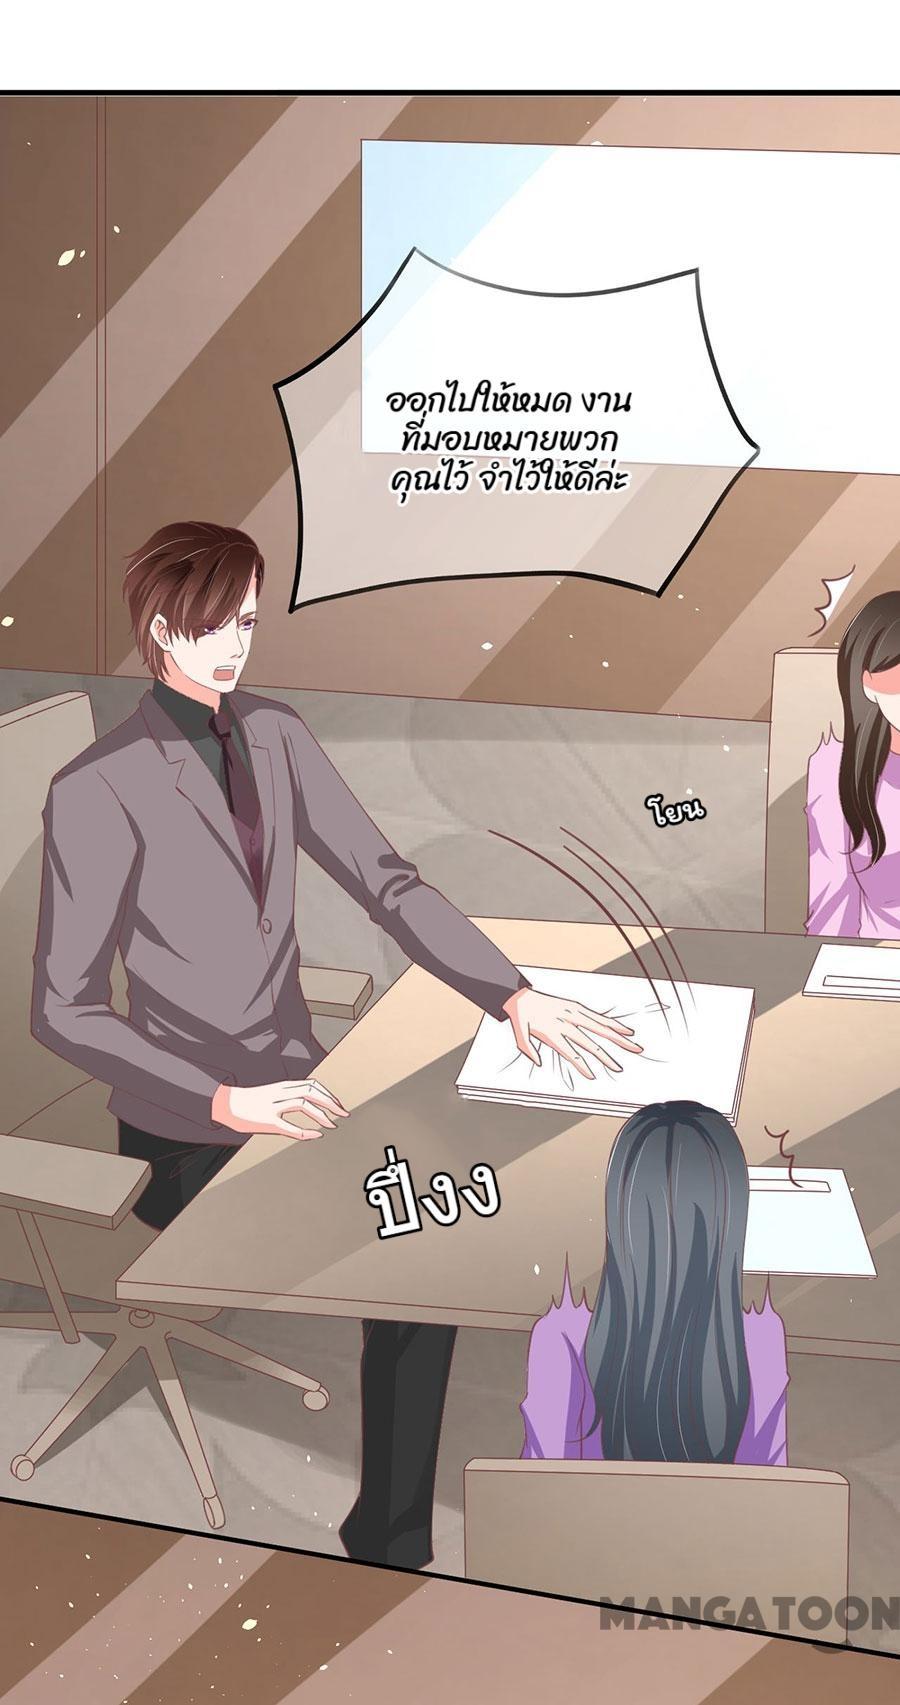 ออกไปให้หมด งาน
ที่มอบหมายพวก
คุณไว้ จำไว้ให้ดีล่ะ
โยน
ปึ่งงง
MANGATOON